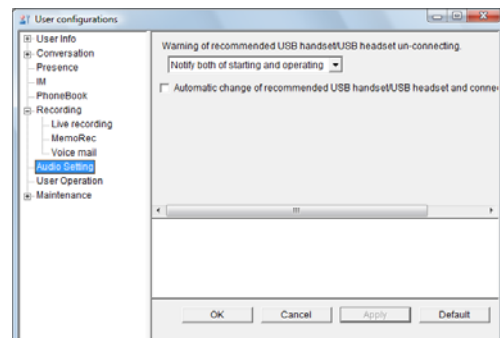 User configurations
User Info
Conversation
Presence
IM
PhoneBook
Recording
Live recording
MemoRec
Voice mail
Audio Setting
User Operation
Maintenance
Warning of recommended USB handset/USB headset un-connecting.
Notify both of starting and operating
Automatic change of recommended USB handset/USB headset and conne
OK Cancel Apply Default